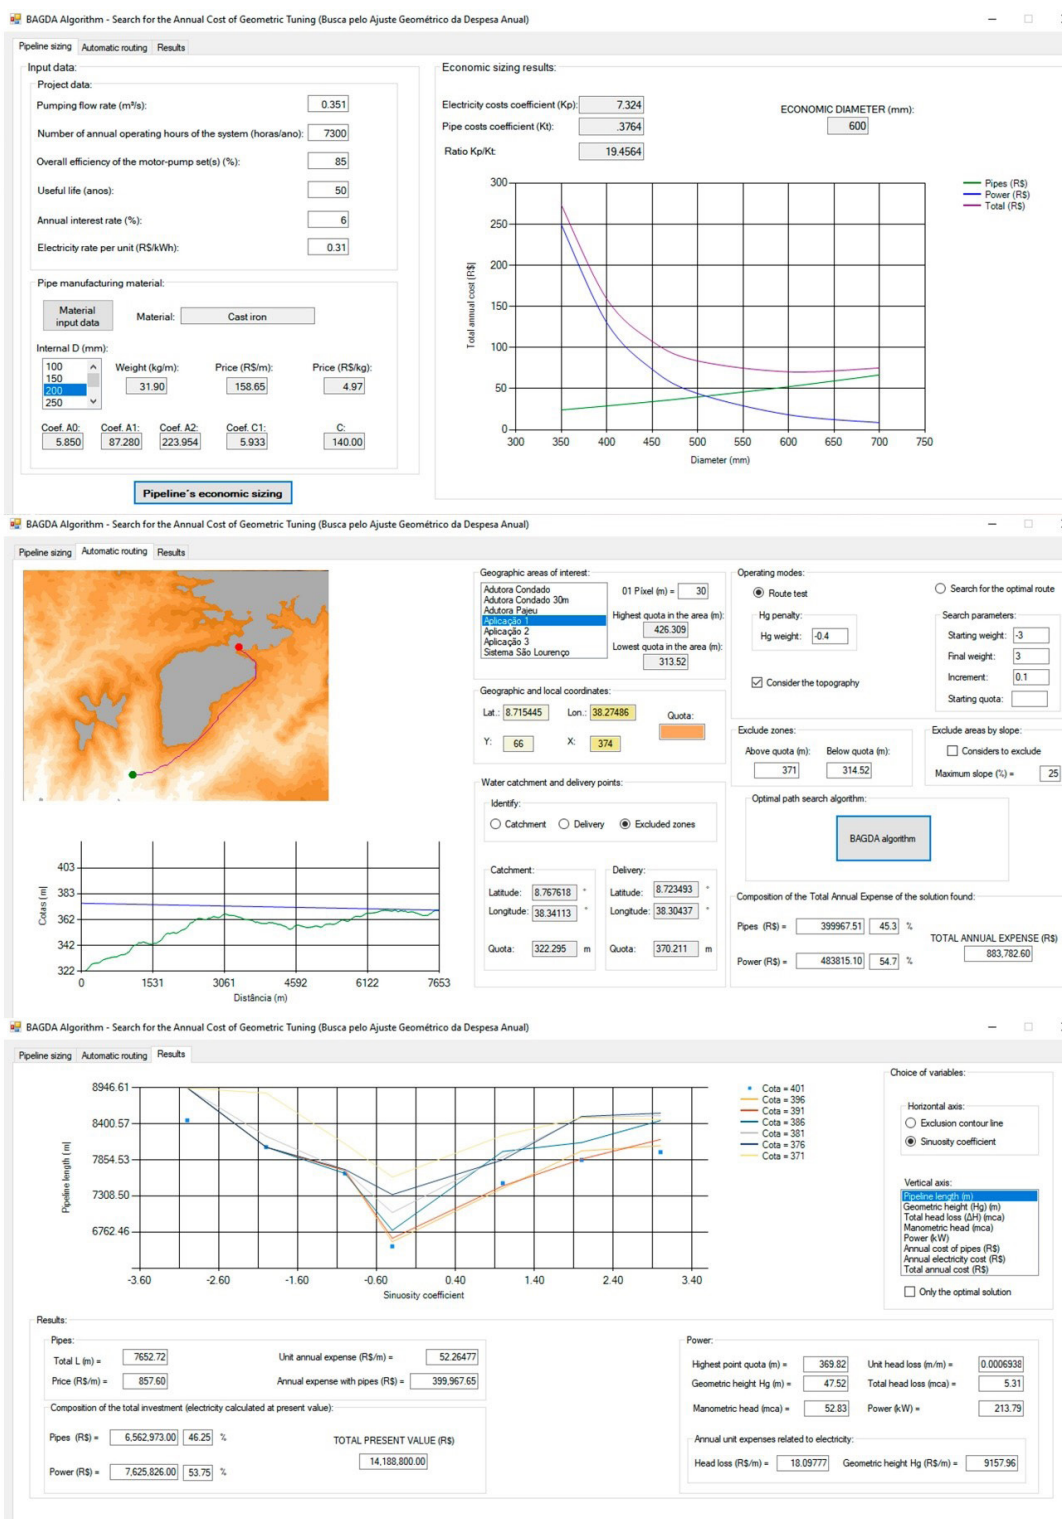 BAGDA Algorithm - Search for the Annual Cost of Geometric Tuning (Busca pelo Ajuste Geométrico da Despesa Anual)
Pipeline sizing Automatic routing Results
Input data:
Project data:
Pumping flow rate (m³/s): 0.351
Number of annual operating hours of the system (horas/ano): 7300
Overall efficiency of the motor-pump set(s) (%): 85
Useful life (anos): 50
Annual interest rate (%): 6
Electricity rate per unit (R$/kWh): 0.31
Pipe manufacturing material:
Material input data
Material: Cast iron
Internal D (mm):
100
150
200
250
Weight (kg/m): Price (R$/m): Price (R$/kg):
31.90 158.65 4.97
Coef. A0: Coef. A1: Coef. A2: Coef. C1: C:
5.850 87.280 223.954 5.933 140.00
Pipeline´s economic sizing
Economic sizing results:
Electricity costs coefficient (Kp): 7.324
Pipe costs coefficient (Kt): .3764
Ratio Kp/Kt: 19.4564
ECONOMIC DIAMETER (mm):
600
300
250
200
150
100
50
0
Total annual cost [R$]
300 350 400 450 500 550 600 650 700 750
Diameter (mm)
Pipes (R$)
Power (R$)
Total (R$)
BAGDA Algorithm - Search for the Annual Cost of Geometric Tuning (Busca pelo Ajuste Geométrico da Despesa Anual)
Pipeline sizing Automatic routing Results
403
383
362
342
322
Cotas [m]
0 1531 3061 4592 6122 7653
Distância (m)
Geographic areas of interest:
Adutora Condado
Adutora Condado 30m
Adutora Pajeu
Aplicação 1
Aplicação 2
Aplicação 3
Sistema São Lourenço
01 Píxel (m) = 30
Highest quota in the area (m):
426.309
Lowest quota in the area (m):
313.52
Geographic and local coordinates:
Lat.: 8.715445 Lon.: 38.27486 Quota:
Y: 66 X: 374
Water catchment and delivery points:
Identify:
Catchment Delivery Excluded zones
Catchment:
Latitude: 8.767618 °
Longitude: 38.34113 °
Quota: 322.295 m
Delivery:
Latitude: 8.723493 °
Longitude: 38.30437 °
Quota: 370.211 m
Operating modes:
Route test
Search for the optimal route
Hg penalty:
Hg weight: -0.4
Consider the topography
Search parameters:
Starting weight: -3
Final weight: 3
Increment: 0.1
Starting quota:
Exclude zones:
Above quota (m): Below quota (m):
371 314.52
Exclude areas by slope:
Considers to exclude
Maximum slope (%) = 25
Optimal path search algorithm:
BAGDA algorithm
Composition of the Total Annual Expense of the solution found:
Pipes (R$) = 399967.51 45.3 %
Power (R$) = 483815.10 54.7 %
TOTAL ANNUAL EXPENSE (R$)
883,782.60
BAGDA Algorithm - Search for the Annual Cost of Geometric Tuning (Busca pelo Ajuste Geométrico da Despesa Anual)
Pipeline sizing Automatic routing Results
8946.61
8400.57
7854.53
7308.50
6762.46
Pipeline length [m]
-3.60 -2.60 -1.60 -0.60 0.40 1.40 2.40 3.40
Sinuosity coefficient
Cota = 401
Cota = 396
Cota = 391
Cota = 386
Cota = 381
Cota = 376
Cota = 371
Choice of variables:
Horizontal axis:
Exclusion contour line
Sinuosity coefficient
Vertical axis:
Pipeline length (m)
Geometric height (Hg) (m)
Total head loss (ΔH) (mca)
Manometric head (mca)
Power (kW)
Annual cost of pipes (R$)
Annual electricity cost (R$)
Total annual cost (R$)
Only the optimal solution
Results:
Pipes:
Total L (m) = 7652.72 Unit annual expense (R$/m) = 52.26477
Price (R$/m) = 857.60 Annual expense with pipes (R$) = 399,967.65
Composition of the total investment (electricity calculated at present value):
Pipes (R$) = 6,562,973.00 46.25 %
Power (R$) = 7,625,826.00 53.75 %
TOTAL PRESENT VALUE (R$)
14,188,800.00
Power:
Highest point quota (m) = 369.82 Unit head loss (m/m) = 0.0006938
Geometric height Hg (m) = 47.52 Total head loss (mca) = 5.31
Manometric head (mca) = 52.83 Power (kW) = 213.79
Annual unit expenses related to electricity:
Head loss (R$/m) = 18.09777 Geometric height Hg (R$/m) = 9157.96